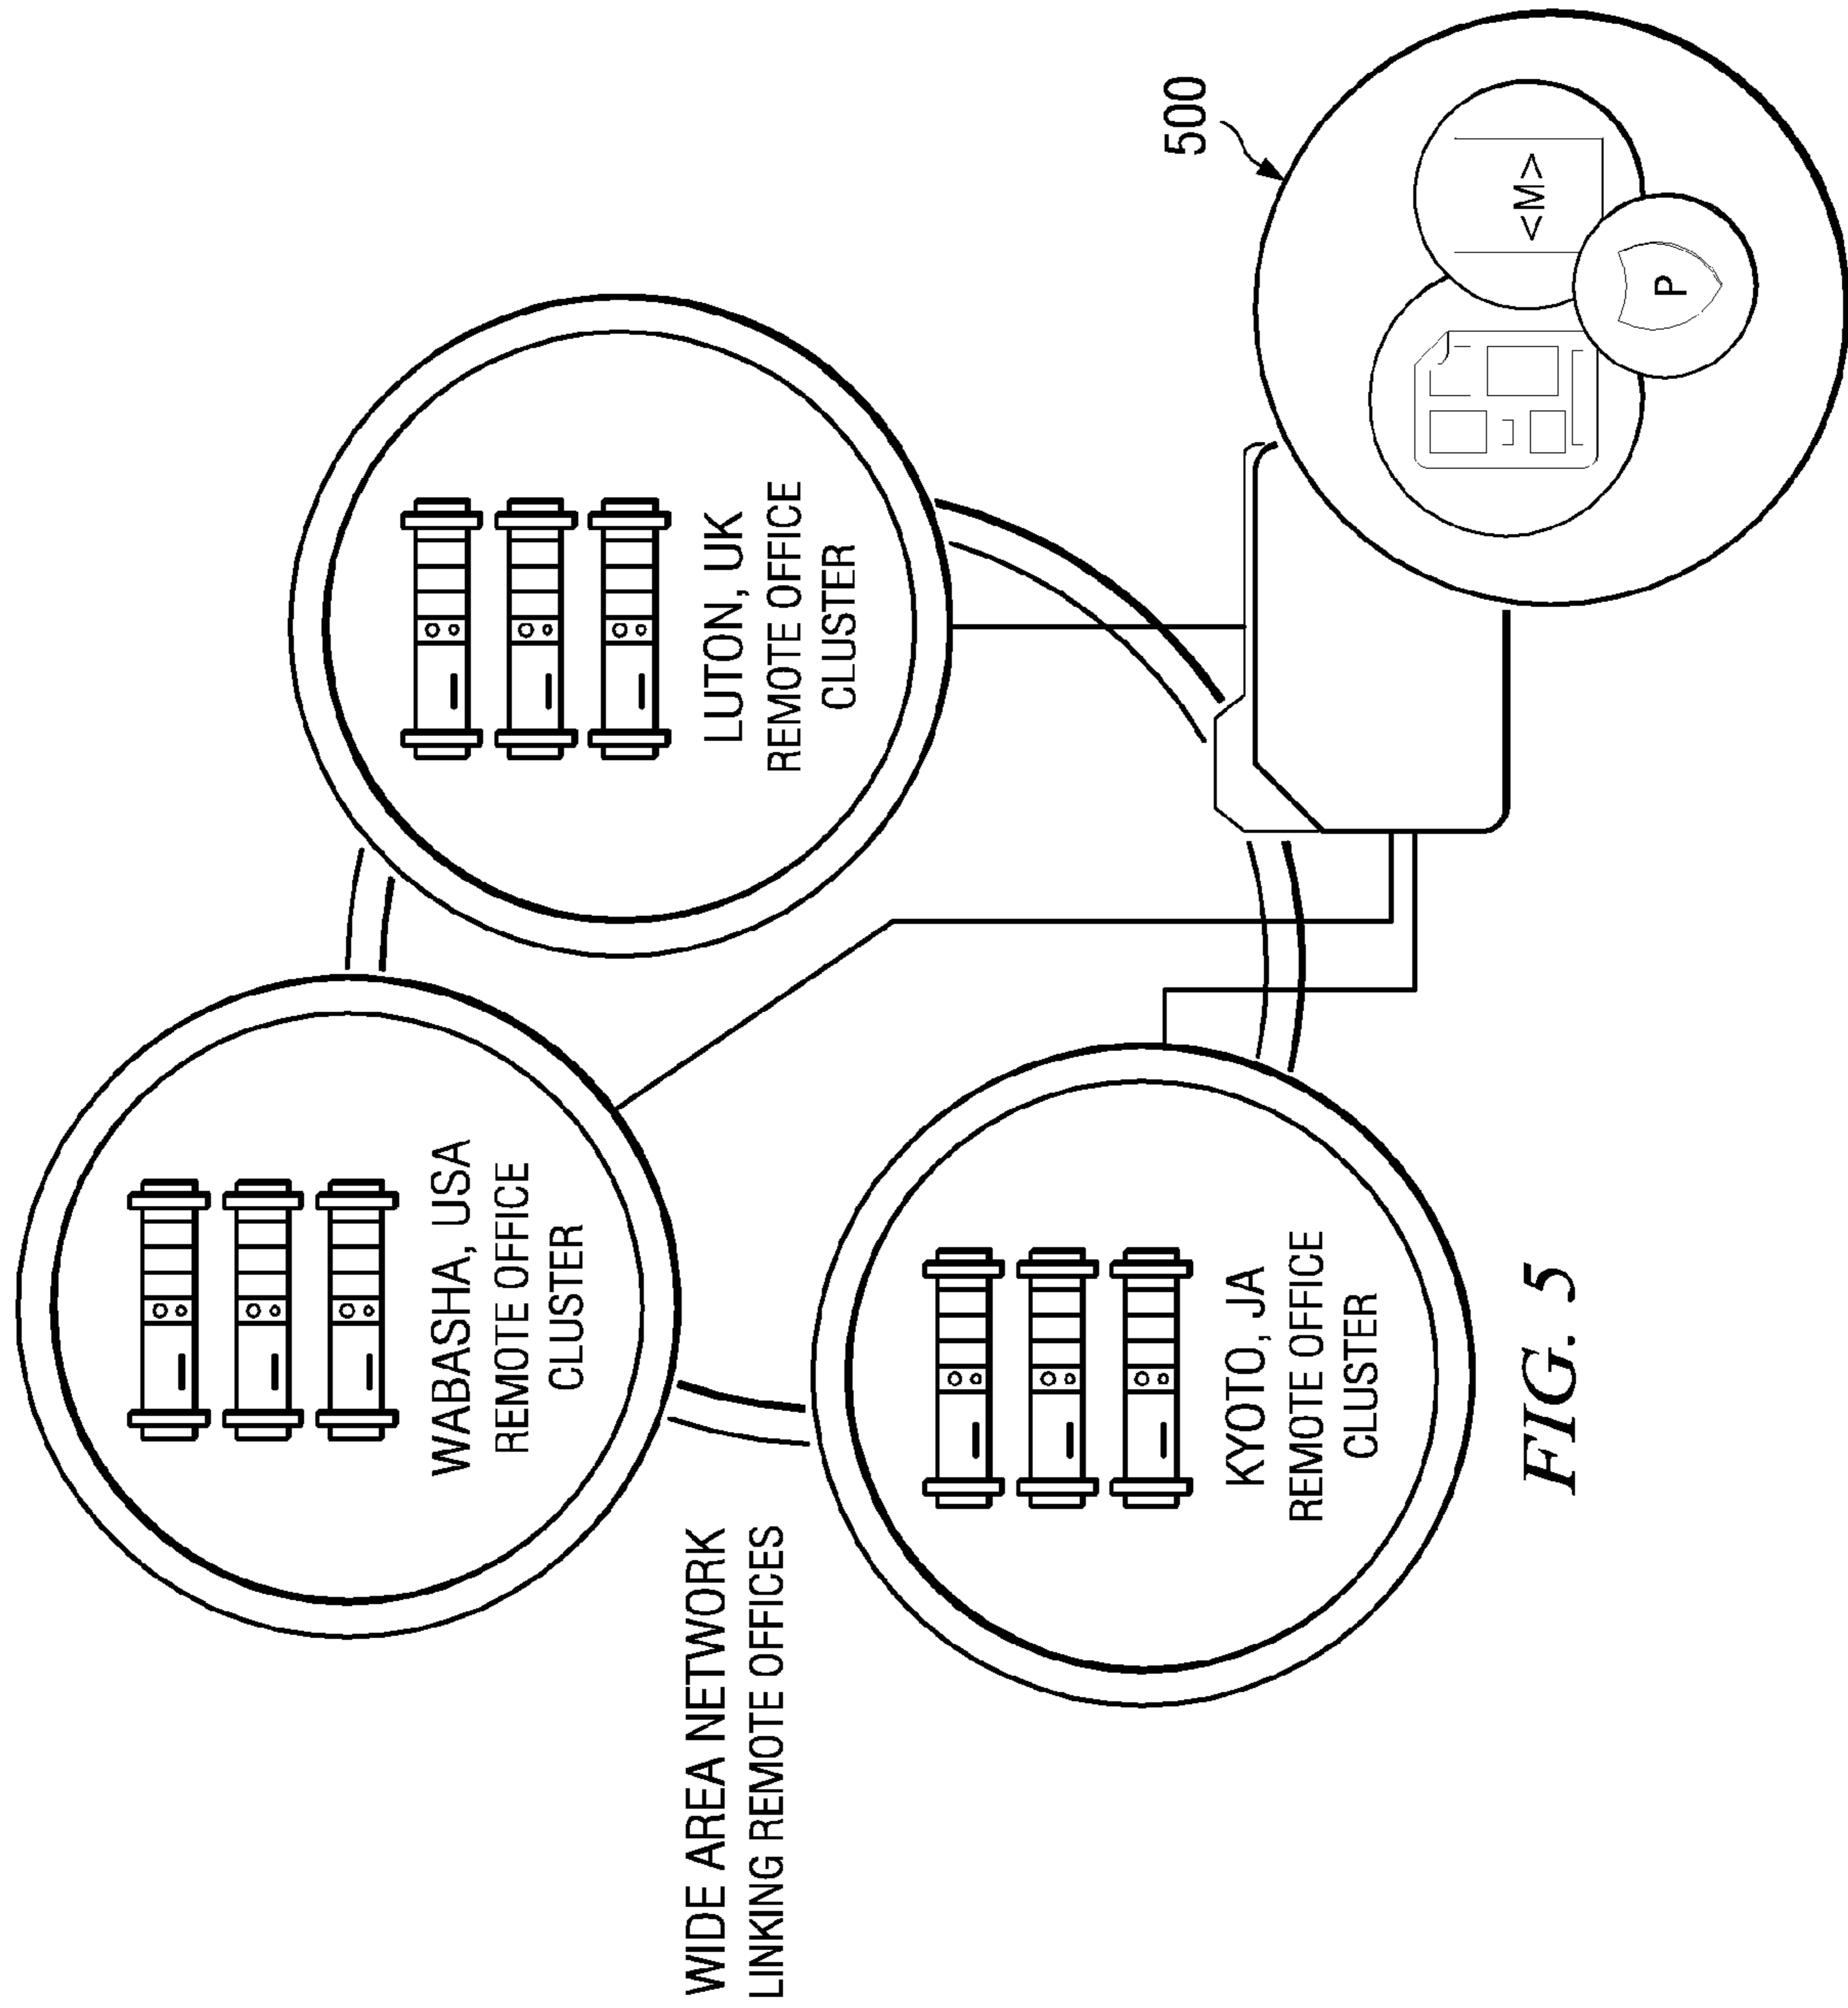 WABASHA, USA
REMOTE OFFICE
CLUSTER
LUTON, UK
REMOTE OFFICE
CLUSTER
WIDE AREA NETWORK
LINKING REMOTE OFFICES
KYOTO, JA
REMOTE OFFICE
CLUSTER
500
<M>
P
FIG. 5